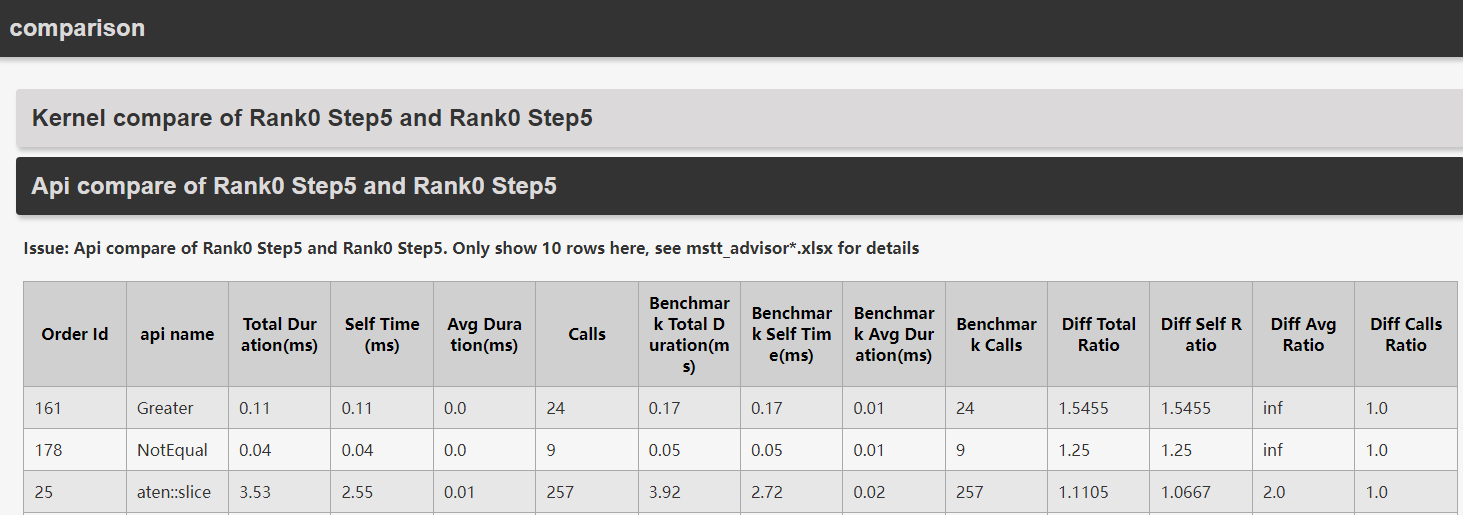 comparison
Kernel compare of Rank0 Step5 and Rank0 Step5
Api compare of Rank0 Step5 and Rank0 Step5
Issue: Api compare of Rank0 Step5 and Rank0 Step5. Only show 10 rows here, see mstt_advisor*.xlsx for details
Order Id api name Total Duration(ms) Self Time(ms) Avg Duration(ms) Calls Benchmark Total Duration(ms) Benchmark Self Time(ms) Benchmark Avg Duration(ms) Benchmark Calls Diff Total Ratio Diff Self Ratio Diff Avg Ratio Diff Calls Ratio
161 Greater 0.11 0.11 0.0 24 0.17 0.17 0.01 24 1.5455 1.5455 inf 1.0
178 NotEqual 0.04 0.04 0.0 9 0.05 0.05 0.01 9 1.25 1.25 inf 1.0
25 aten::slice 3.53 2.55 0.01 257 3.92 2.72 0.02 257 1.1105 1.0667 2.0 1.0